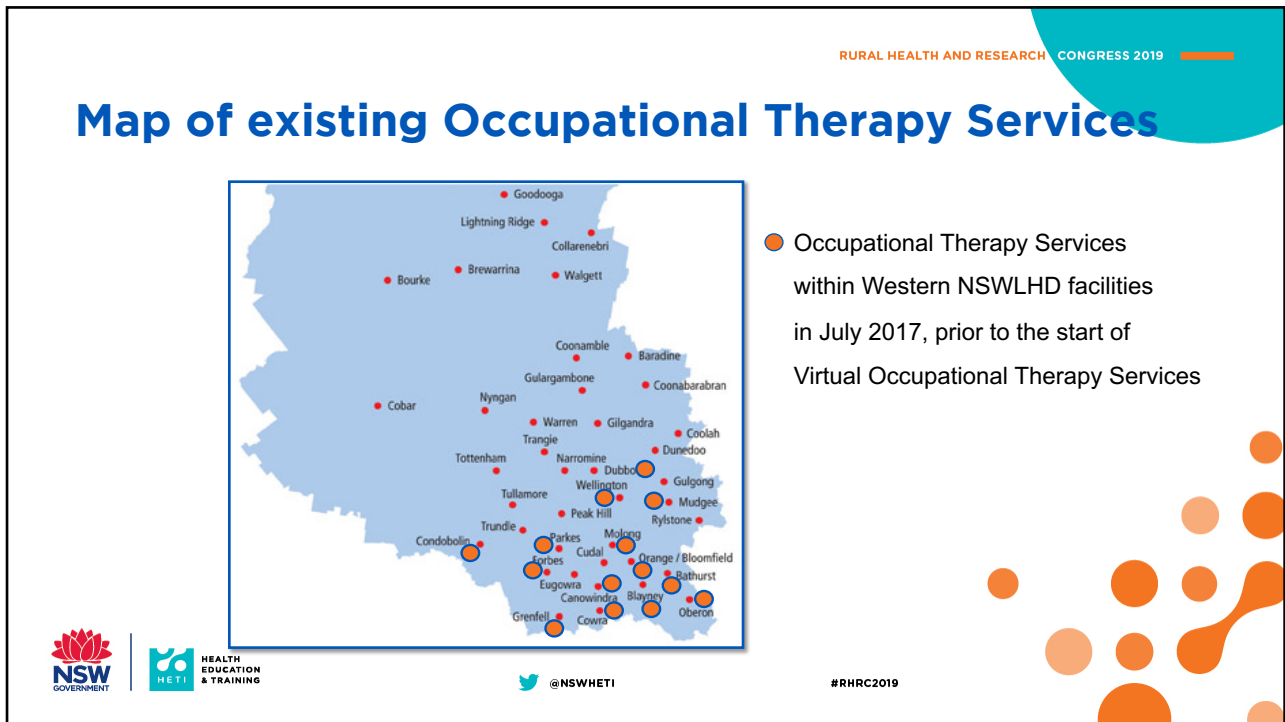 RURAL HEALTH AND RESEARCH CONGRESS 2019
Map of existing Occupational Therapy Services
Goodooga
Lightning Ridge
Collarenebri
Brewarrina
Bourke
Walgett
Coonamble
Baradine
Gulargambone
Coonabarabran
Cobar
Nyngan
Warren
Gilgandra
Coolah
Trangie
Dunedoo
Tottenham
Narromine
Dubbo
Wellington
Gulgong
Tullamore
Mudgee
Peak Hill
Rylstone
Trundle
Condobolin
Parkes
Molong
Forbes
Cudal
Orange / Bloomfield
Eugowra
Bathurst
Canowindra
Blayney
Oberon
Grenfell
Cowra
Occupational Therapy Services
within Western NSWLHD facilities
in July 2017, prior to the start of
Virtual Occupational Therapy Services
NSW
GOVERNMENT
HETI
HEALTH
EDUCATION
& TRAINING
@NSWHETI
#RHRC2019